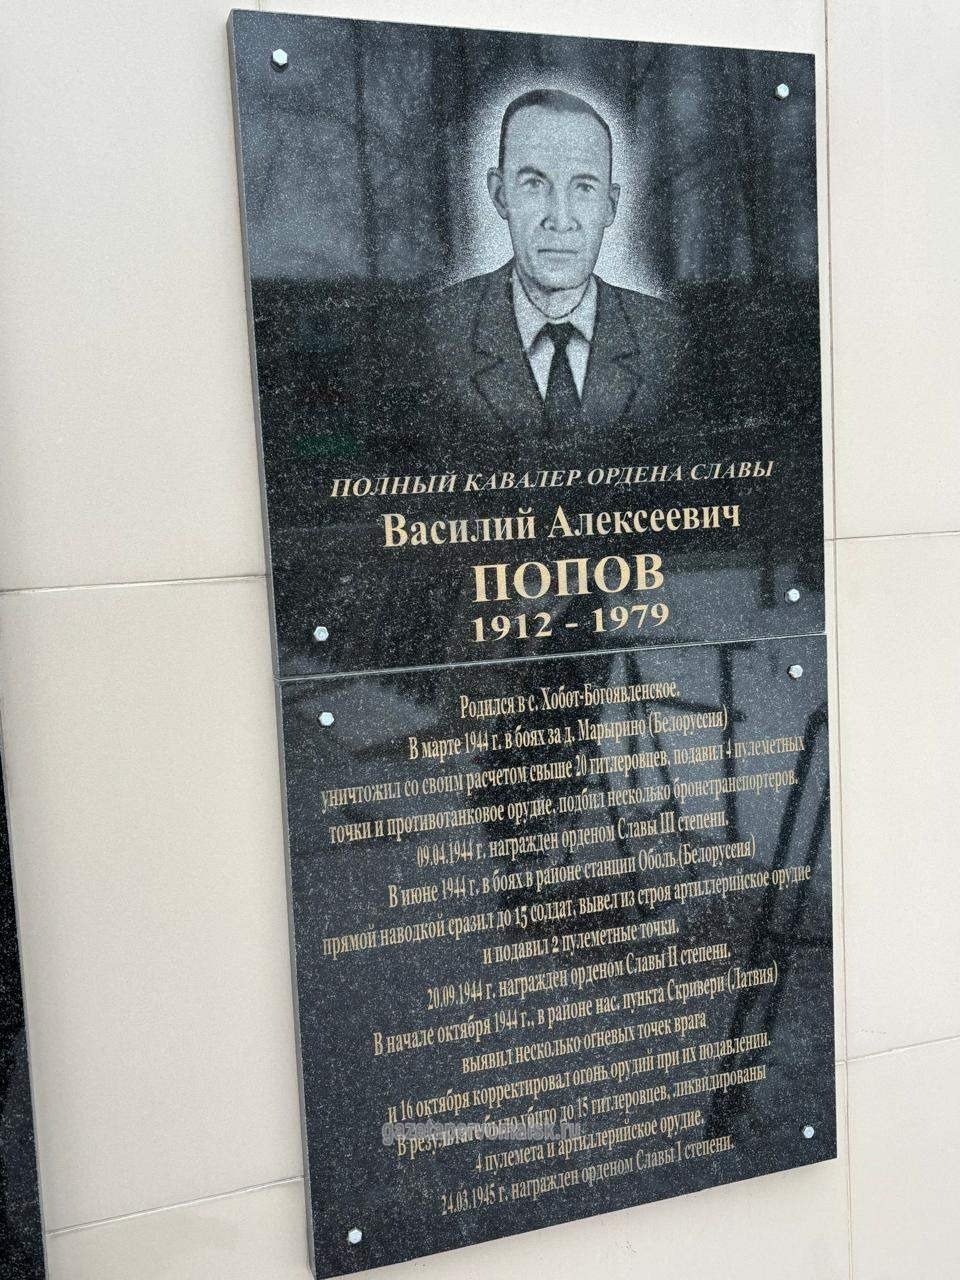 ПОЛНЫЙ КАВАЛЕР ОРДЕНА СЛАВЫ
Василий Алексеевич
ПОПОВ
1912 - 1979
Родился в с. Хобот-Богоявленское.
В марте 1944 г. в боях за д. Марырино (Белоруссия)
уничтожил со своим расчетом свыше 20 гитлеровцев, подавил 4 пулеметных
точки и противотанковое орудие, подбил несколько бронетранспортеров.
09.04.1944 г. награжден орденом Славы III степени.
В июне 1944 г. в боях в районе станции Оболь (Белоруссия)
прямой наводкой сразил до 15 солдат, вывел из строя артиллерийское орудие
и подавил 2 пулеметные точки.
20.09.1944 г. награжден орденом Славы II степени.
В начале октября 1944 г., в районе нас. пункта Скривери (Латвия)
выявил несколько огневых точек врага
и 16 октября корректировал огонь орудий при их подавлении.
В результате было убито до 15 гитлеровцев, ликвидированы
gazetapervomaisk.ru
4 пулемета и артиллерийское орудие.
24.03.1945 г. награжден орденом Славы I степени.